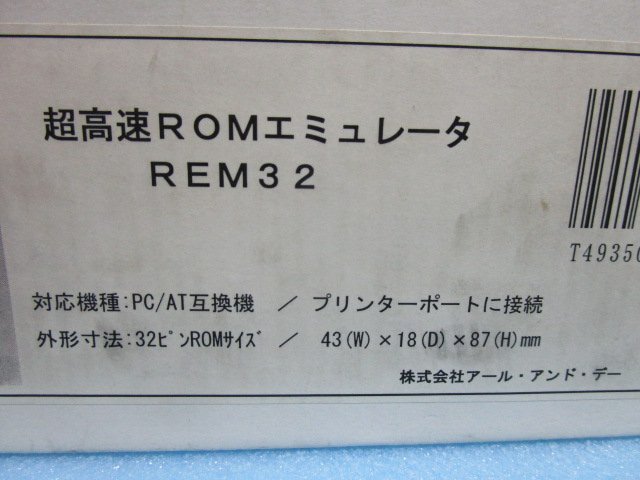 超高速ROMエミュレータ
REM32
T4935
対応機種:PC/AT互換機 / プリンターポートに接続
外形寸法:32ピンROMサイズ / 43(W)×18(D)×87(H)mm
株式会社アール・アンド・デー